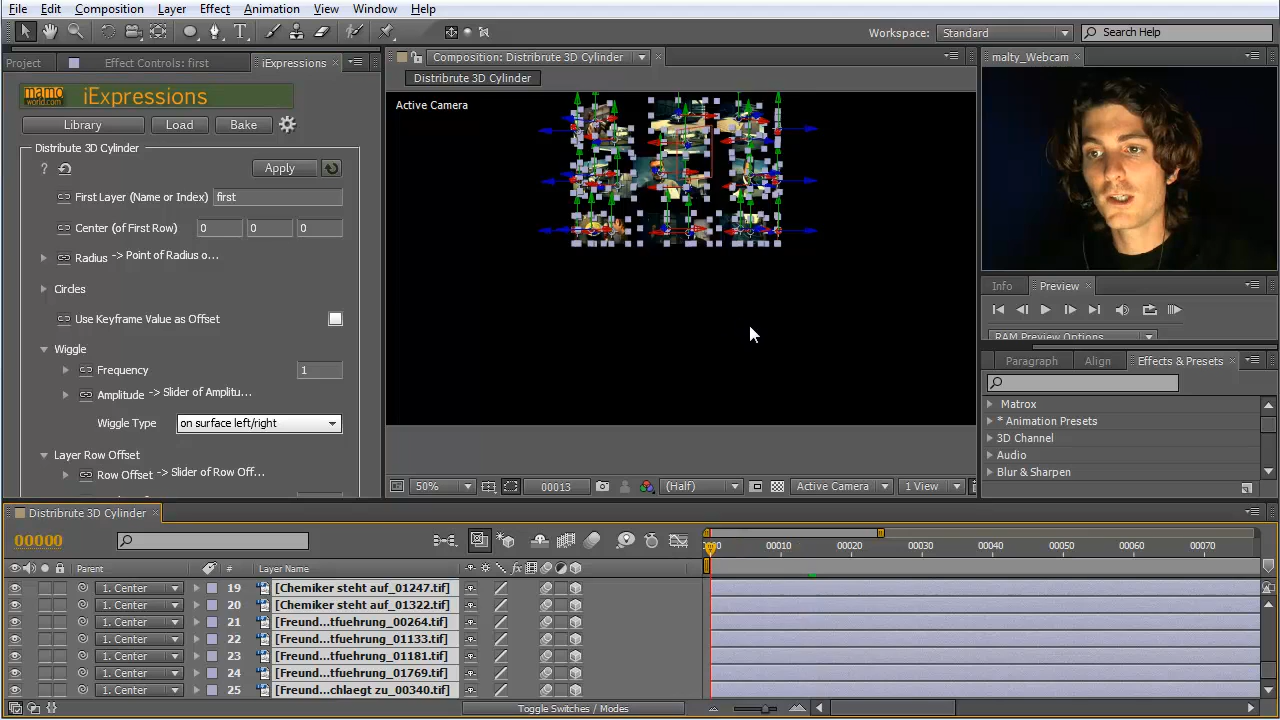 File Edit Composition Layer Effect Animation View Window Help
Workspace: Standard Search Help
Project Effect Controls: first iExpressions Composition: Distribrute 3D Cylinder malty_Webcam
Distribrute 3D Cylinder
mamo world.com iExpressions
Active Camera
Library Load Bake
Distribute 3D Cylinder
? Apply
First Layer (Name or Index) first
Center (of First Row) 0 0 0
Radius -> Point of Radius o...
Circles
Info Preview
Use Keyframe Value as Offset
RAM Preview Options
Wiggle
Paragraph Align Effects & Presets
Frequency 1
Amplitude -> Slider of Amplitu...
Matrox
* Animation Presets
Wiggle Type on surface left/right
3D Channel
Layer Row Offset
Audio
Row Offset -> Slider of Row Off...
Blur & Sharpen
50% 00013 (Half) Active Camera 1 View
Distribrute 3D Cylinder
00000
00010 00020 00030 00040 00050 00060 00070
Parent # Layer Name
1. Center 19 [Chemiker steht auf_01247.tif]
1. Center 20 [Chemiker steht auf_01322.tif]
1. Center 21 [Freund...tfuehrung_00264.tif]
1. Center 22 [Freund...tfuehrung_01133.tif]
1. Center 23 [Freund...tfuehrung_01181.tif]
1. Center 24 [Freund...tfuehrung_01769.tif]
1. Center 25 [Freund...chlaegt zu_00340.tif]
Toggle Switches / Modes